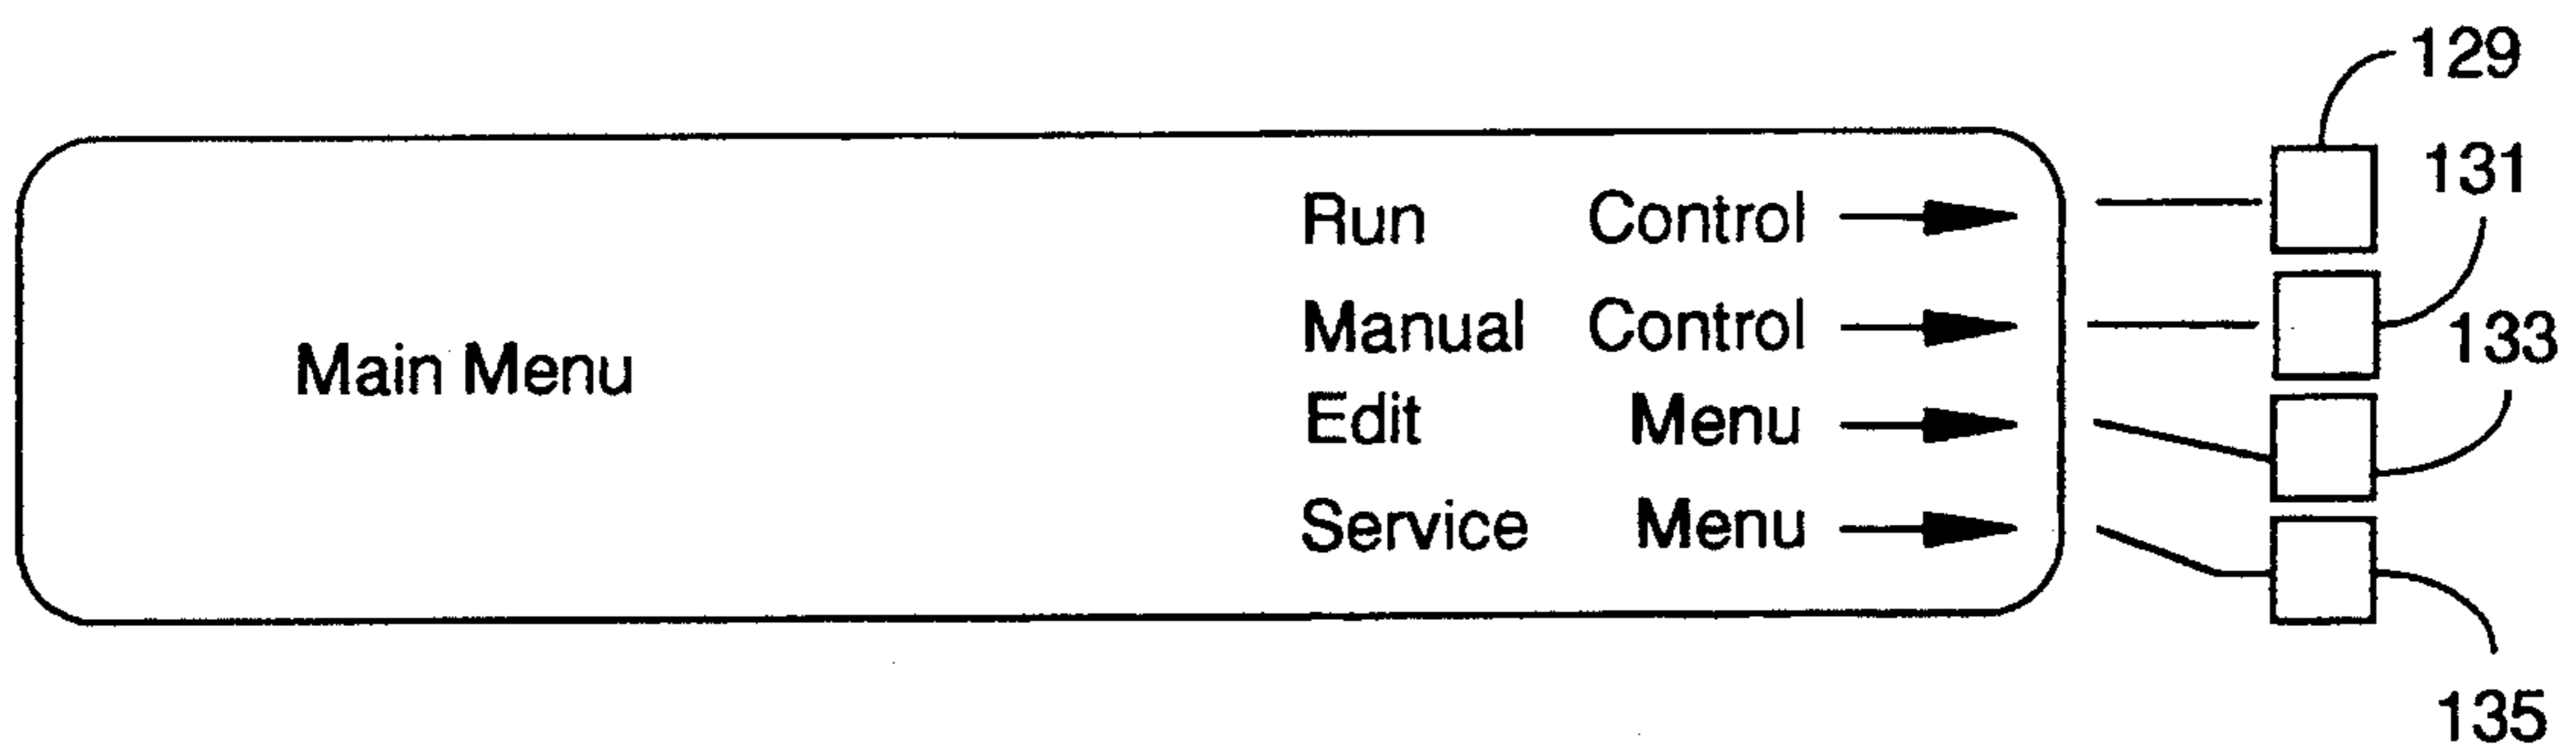 129
Run Control
131
Manual Control
133
Main Menu
Edit Menu
Service Menu
135